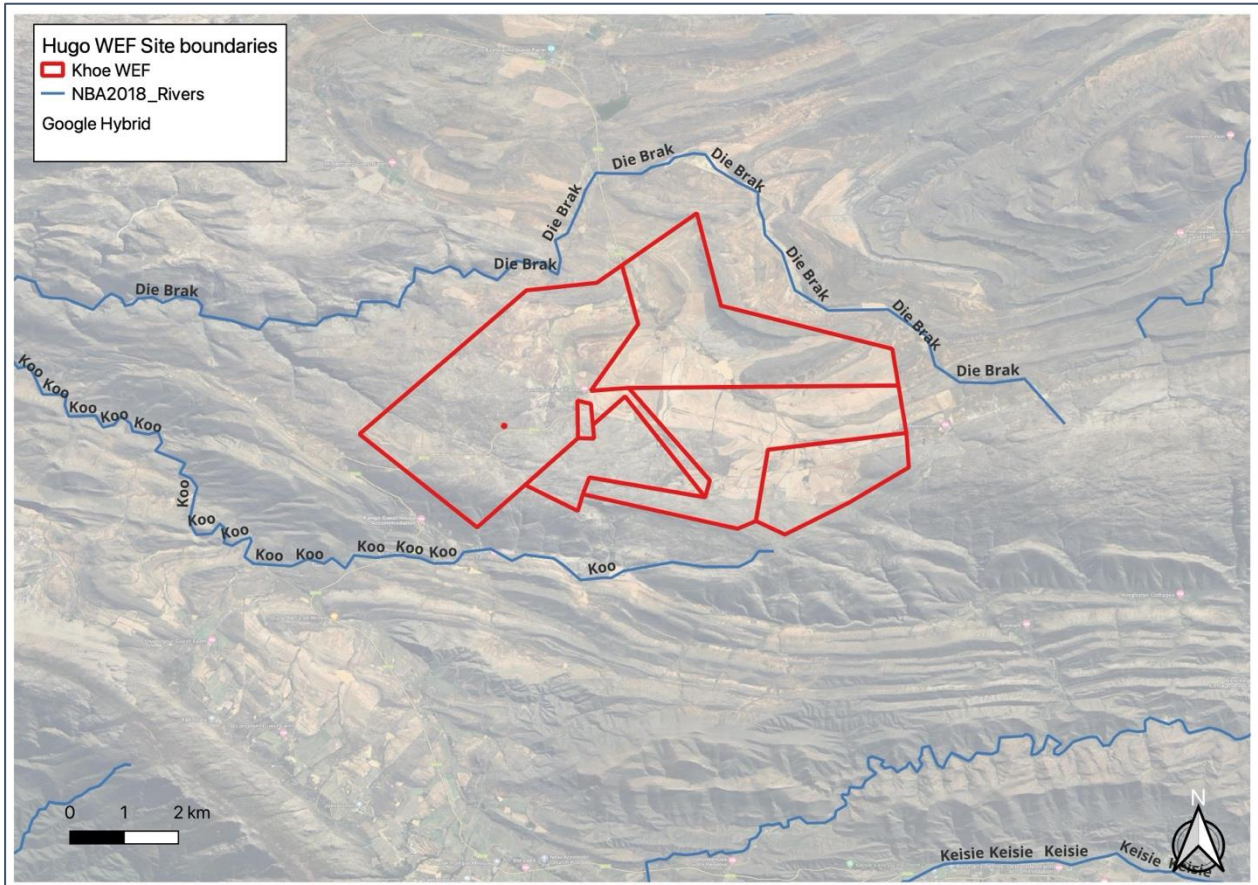 Hugo WEF Site boundaries
Khoe WEF
NBA2018_Rivers
Google Hybrid
Die Brak
Die Brak
Die Brak
Die Brak
Die Brak
Die Brak
Die Brak
Die Brak
Koo
Koo
Koo
Koo
Koo
Koo
Koo
Koo
Koo
Koo
Koo
Koo
Koo
Koo
0 1 2 km
N
Keisie Keisie Keisie
Keisie Keisie